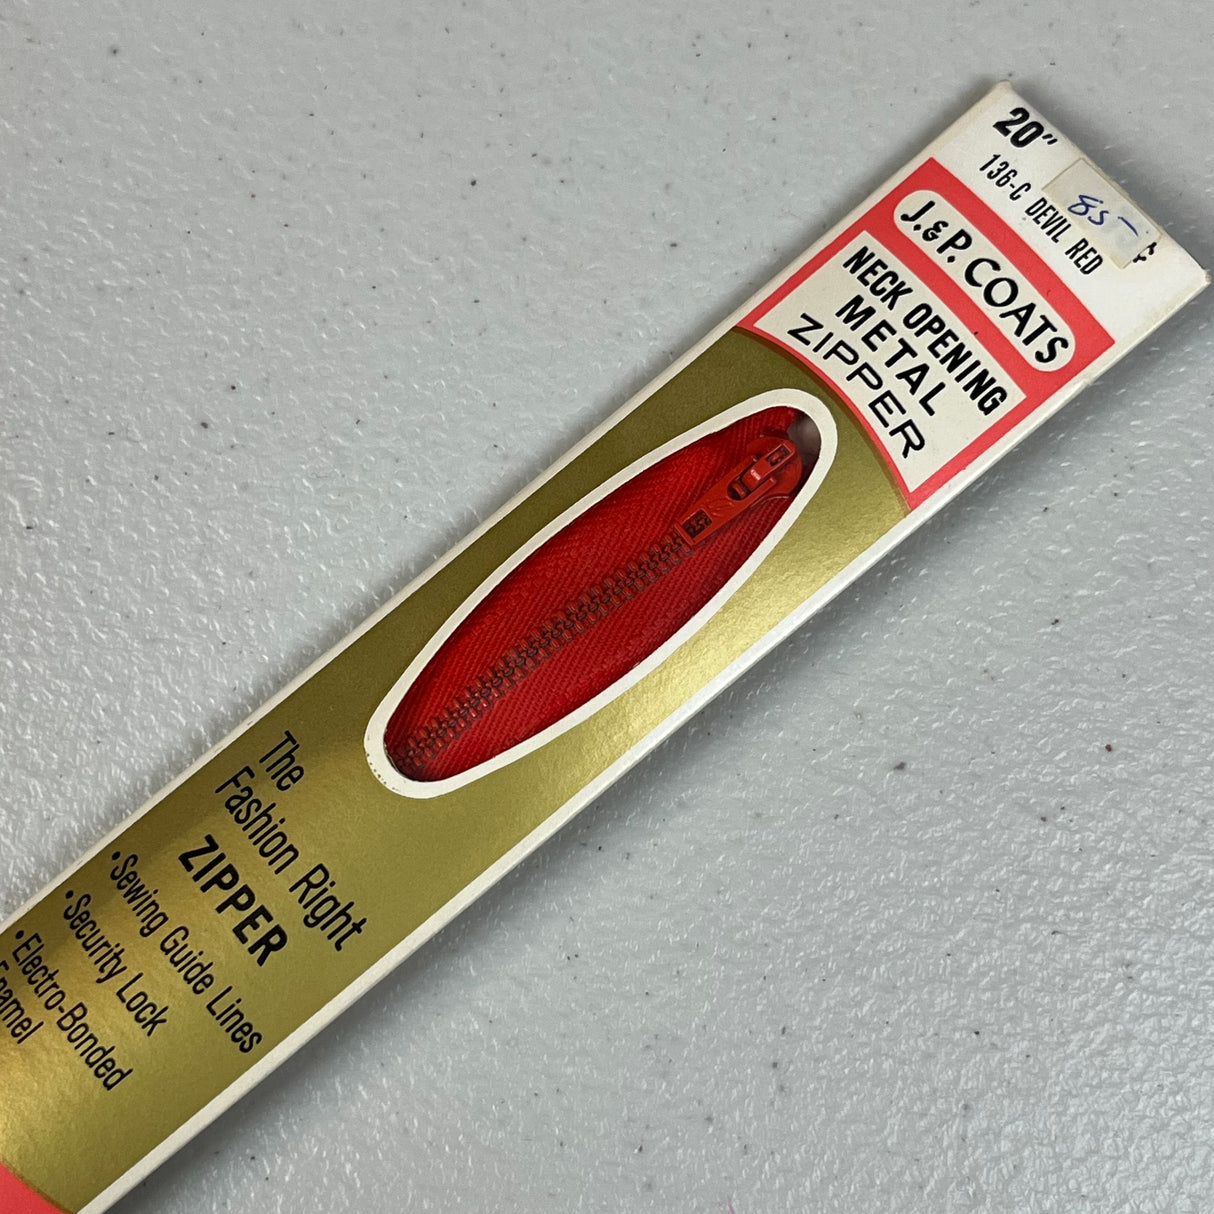 20"
136-C DEVIL RED
85
¢
J.&P. COATS
NECK OPENING
METAL
ZIPPER
The
Fashion Right
ZIPPER
•Sewing Guide Lines
•Security Lock
•Electro-Bonded
Enamel